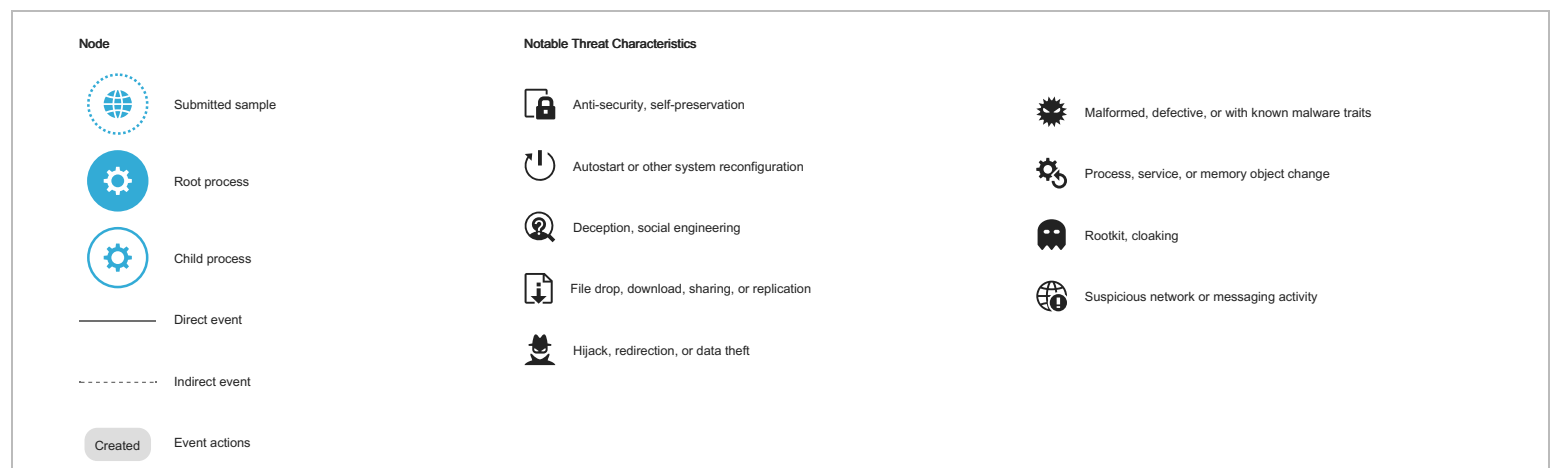 Node
Submitted sample
Root process
Child process
Direct event
Indirect event
Created
Event actions
Notable Threat Characteristics
Anti-security, self-preservation
Autostart or other system reconfiguration
Deception, social engineering
File drop, download, sharing, or replication
Hijack, redirection, or data theft
Malformed, defective, or with known malware traits
Process, service, or memory object change
Rootkit, cloaking
Suspicious network or messaging activity